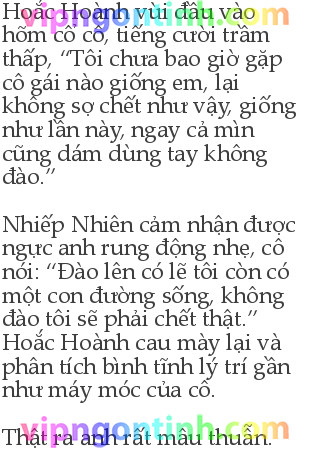 Hoắc Hoành vùi đầu vào
hõm cổ cô, tiếng cười trầm
thấp, “Tôi chưa bao giờ gặp
cô gái nào giống em, lại
không sợ chết như vậy, giống
như lần này, ngay cả mìn
cũng dám dùng tay không
đào.”
Nhiếp Nhiên cảm nhận được
ngực anh rung động nhẹ, cô
nói: “Đào lên có lẽ tôi còn có
một con đường sống, không
đào tôi sẽ phải chết thật.”
Hoắc Hoành cau mày lại và
phân tích bình tĩnh lý trí gần
như máy móc của cô.
Thật ra anh rất mâu thuẫn.
vipngontinh.com
vipngontinh.com